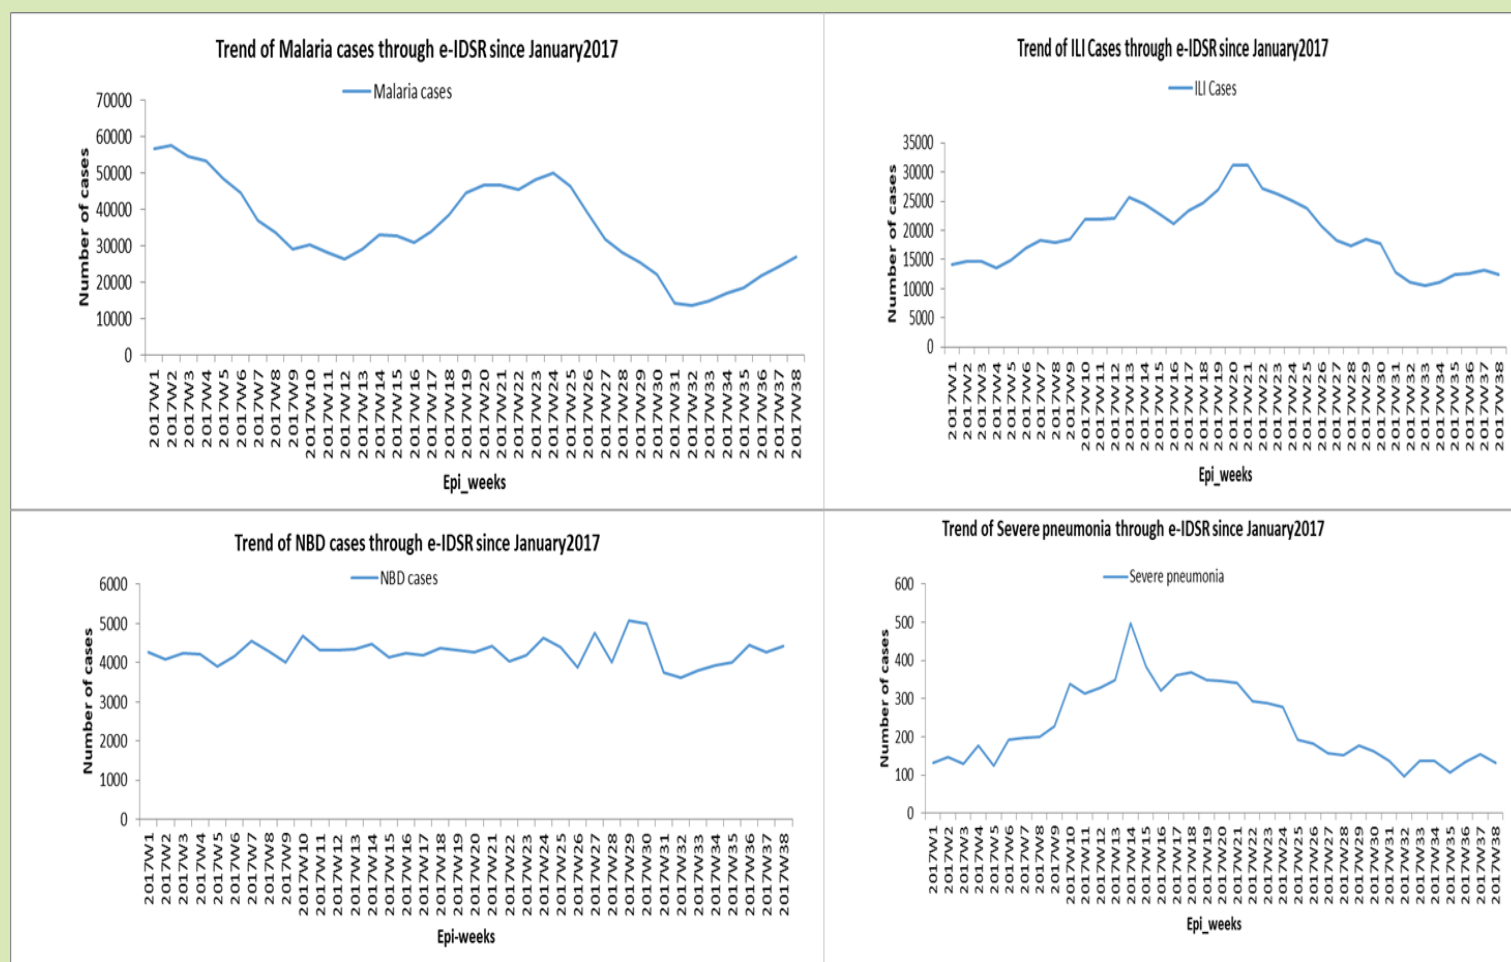 Trend of Malaria cases through e-IDSR since January2017
Malaria cases
70000
60000
50000
40000
30000
20000
10000
0
Number of cases
2017W1
2017W2
2017W3
2017W4
2017W5
2017W6
2017W7
2017W8
2017W9
2017W10
2017W11
2017W12
2017W13
2017W14
2017W15
2017W16
2017W17
2017W18
2017W19
2017W20
2017W21
2017W22
2017W23
2017W24
2017W25
2017W26
2017W27
2017W28
2017W29
2017W30
2017W31
2017W32
2017W33
2017W34
2017W35
2017W36
2017W37
2017W38
Epi_weeks
Trend of ILI Cases through e-IDSR since January2017
ILI Cases
35000
30000
25000
20000
15000
10000
5000
0
Number of cases
2017W1
2017W2
2017W3
2017W4
2017W5
2017W6
2017W7
2017W8
2017W9
2017W10
2017W11
2017W12
2017W13
2017W14
2017W15
2017W16
2017W17
2017W18
2017W19
2017W20
2017W21
2017W22
2017W23
2017W24
2017W25
2017W26
2017W27
2017W28
2017W29
2017W30
2017W31
2017W32
2017W33
2017W34
2017W35
2017W36
2017W37
2017W38
Epi_weeks
Trend of NBD cases through e-IDSR since January2017
NBD cases
6000
5000
4000
3000
2000
1000
0
Number of cases
2017W1
2017W2
2017W3
2017W4
2017W5
2017W6
2017W7
2017W8
2017W9
2017W10
2017W11
2017W12
2017W13
2017W14
2017W15
2017W16
2017W17
2017W18
2017W19
2017W20
2017W21
2017W22
2017W23
2017W24
2017W25
2017W26
2017W27
2017W28
2017W29
2017W30
2017W31
2017W32
2017W33
2017W34
2017W35
2017W36
2017W37
2017W38
Epi-weeks
Trend of Severe pneumonia through e-IDSR since January2017
Severe pneumonia
600
500
400
300
200
100
0
Number of cases
2017W1
2017W2
2017W3
2017W4
2017W5
2017W6
2017W7
2017W8
2017W9
2017W10
2017W11
2017W12
2017W13
2017W14
2017W15
2017W16
2017W17
2017W18
2017W19
2017W20
2017W21
2017W22
2017W23
2017W24
2017W25
2017W26
2017W27
2017W28
2017W29
2017W30
2017W31
2017W32
2017W33
2017W34
2017W35
2017W36
2017W37
2017W38
Epi_weeks